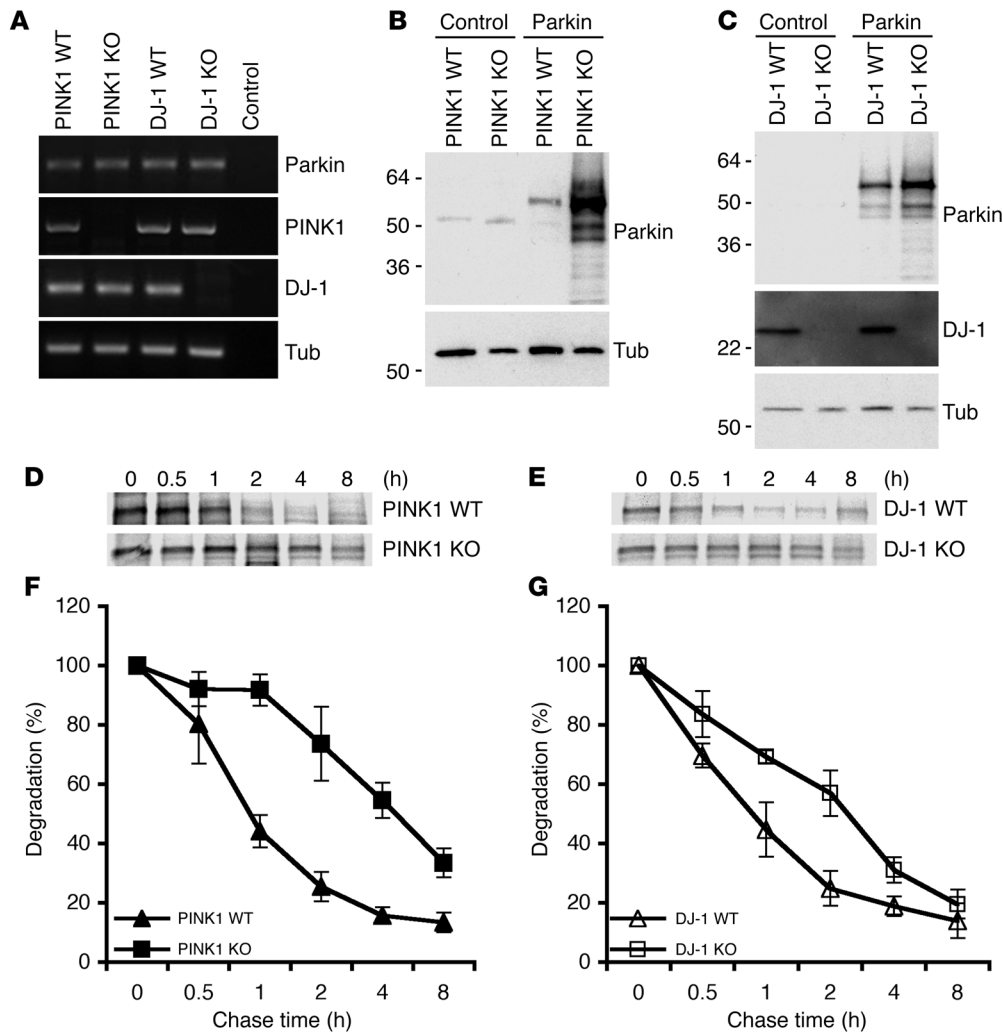 A
PINK1 WT
PINK1 KO
DJ-1 WT
DJ-1 KO
Control
Parkin
PINK1
DJ-1
Tub
B
Control Parkin
PINK1 WT
PINK1 KO
PINK1 WT
PINK1 KO
64 -
50 -
36 -
Parkin
50 -
Tub
C
Control Parkin
DJ-1 WT
DJ-1 KO
DJ-1 WT
DJ-1 KO
64 -
50 -
36 -
Parkin
22 -
DJ-1
50 -
Tub
D
0 0.5 1 2 4 8 (h)
PINK1 WT
PINK1 KO
E
0 0.5 1 2 4 8 (h)
DJ-1 WT
DJ-1 KO
F
Degradation (%)
120
100
80
60
40
20
0
PINK1 WT
PINK1 KO
0 0.5 1 2 4 8
Chase time (h)
G
Degradation (%)
120
100
80
60
40
20
0
DJ-1 WT
DJ-1 KO
0 0.5 1 2 4 8
Chase time (h)